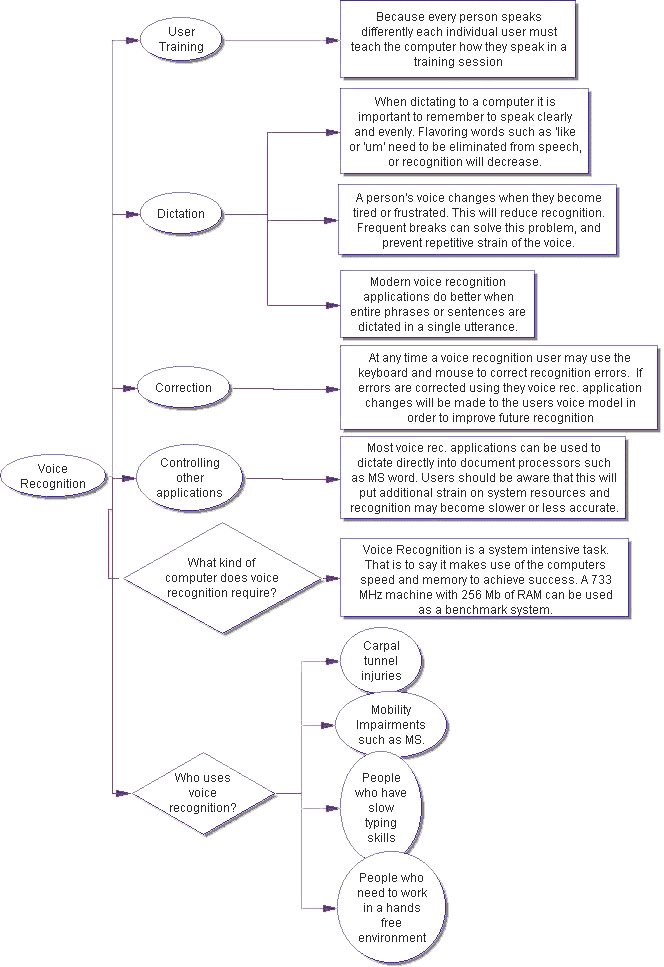 User
Training
Because every person speaks
differently each individual user must
teach the computer how they speak in a
training session
When dictating to a computer it is
important to remember to speak clearly
and evenly. Flavoring words such as 'like
or 'um" need to be eliminated from speech,
or recognition will decrease.
Dictation
A person's voice changes when they become
tired or frustrated. This will reduce recognition.
Frequent breaks can solve this problem, and
prevent repetitive strain of the voice.
Modern voice recognition
applications do better when
entire phrases or sentences are
dictated in a single utterance.
Correction
At any time a voice recognition user may use the
keyboard and mouse to correct recognition errors.  If
errors are corrected using they voice rec. application
changes will be made to the users voice model in
order to improve future recognition
Voice
Recognition
Controlling
other
applications
Most voice rec. applications can be used to
dictate directly into document processors such
as MS word. Users should be aware that this will
put additional strain on system resources and
recognition may become slower or less accurate.
What kind of
computer does voice
recognition require?
Voice Recognition is a system intensive task.
That is to say it makes use of the computers
speed and memory to achieve success. A 733
MHz machine with 256 Mb of RAM can be used
as a benchmark system.
Who uses
voice
recognition?
Carpal
tunnel
injuries
Mobility
Impairments
such as MS.
People
who have
slow
typing
skills
People who
need to work
in a hands
free
environment